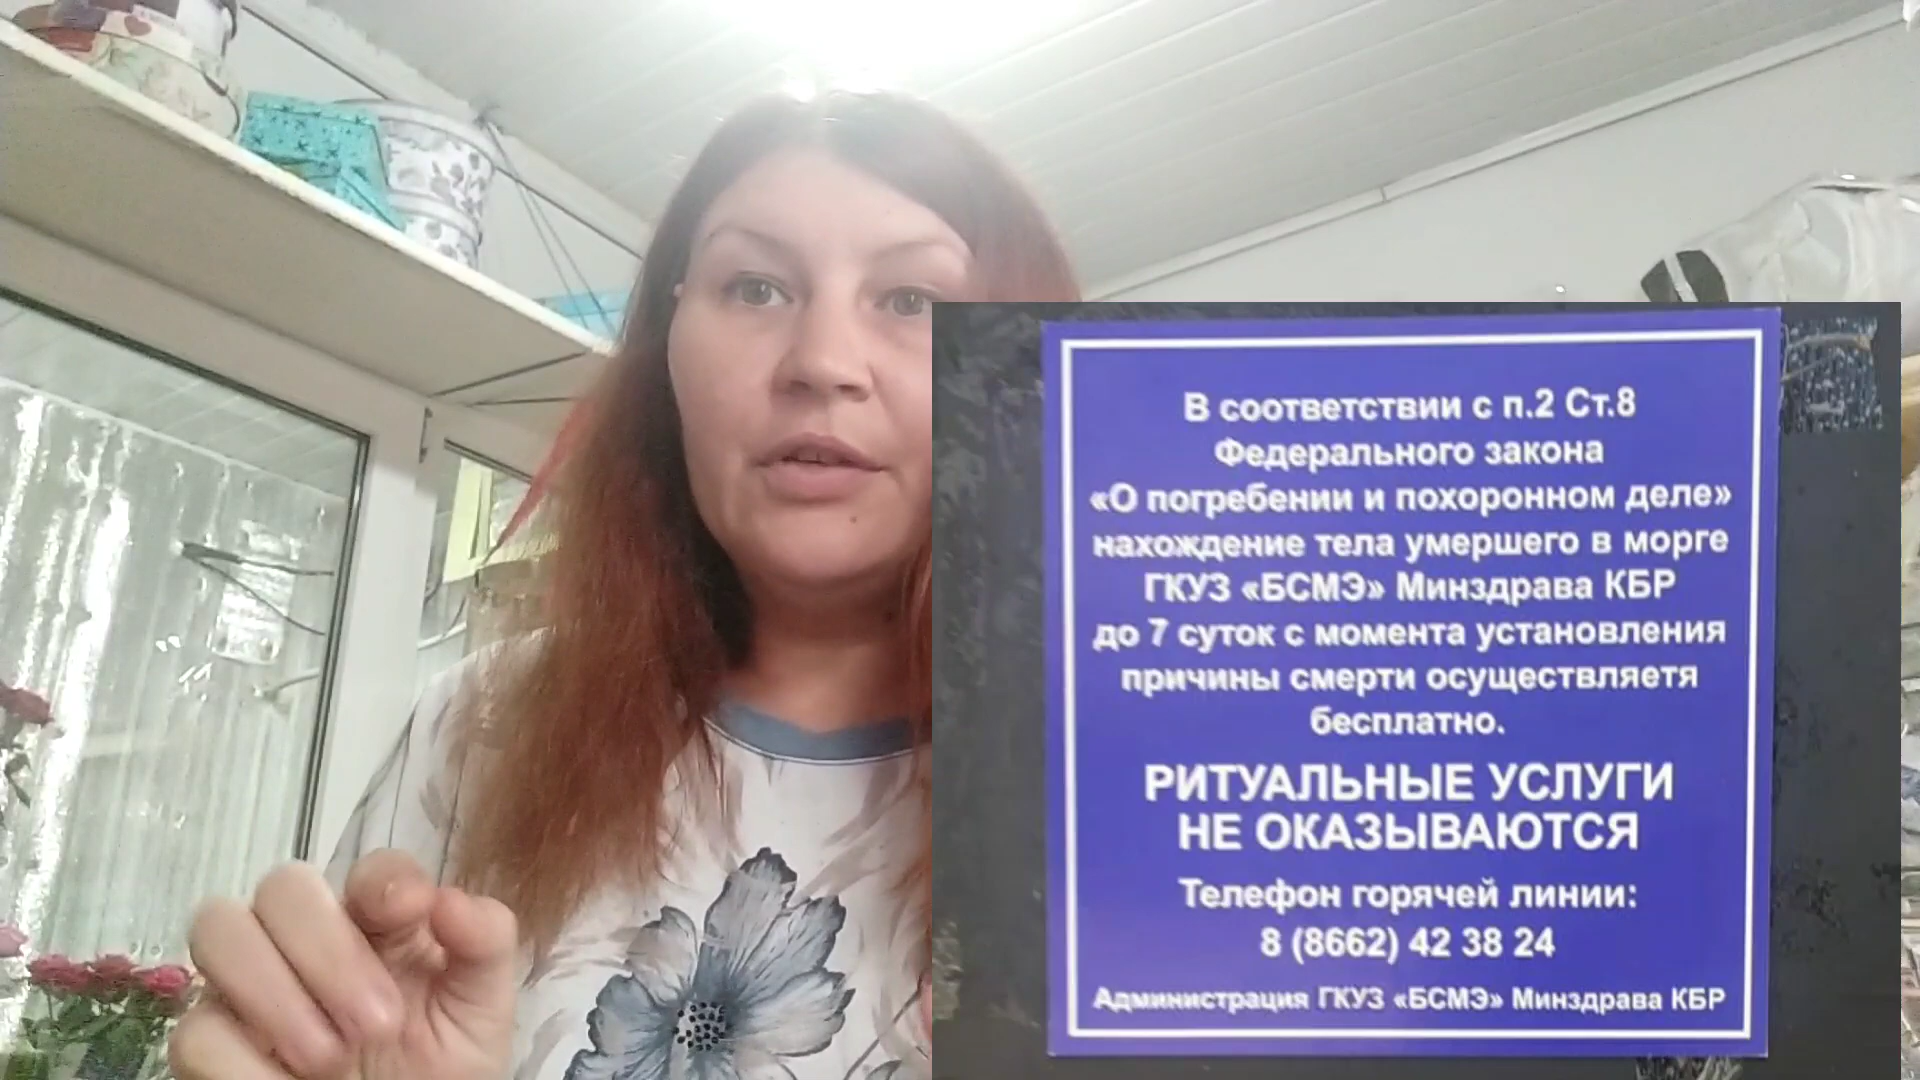 В соответствии с п.2 Ст.8
Федерального закона
«О погребении и похоронном деле»
нахождение тела умершего в морге
ГКУЗ «БСМЭ» Минздрава КБР
до 7 суток с момента установления
причины смерти осуществляетя
бесплатно.
РИТУАЛЬНЫЕ УСЛУГИ
НЕ ОКАЗЫВАЮТСЯ
Телефон горячей линии:
8 (8662) 42 38 24
Администрация ГКУЗ «БСМЭ» Минздрава КБР